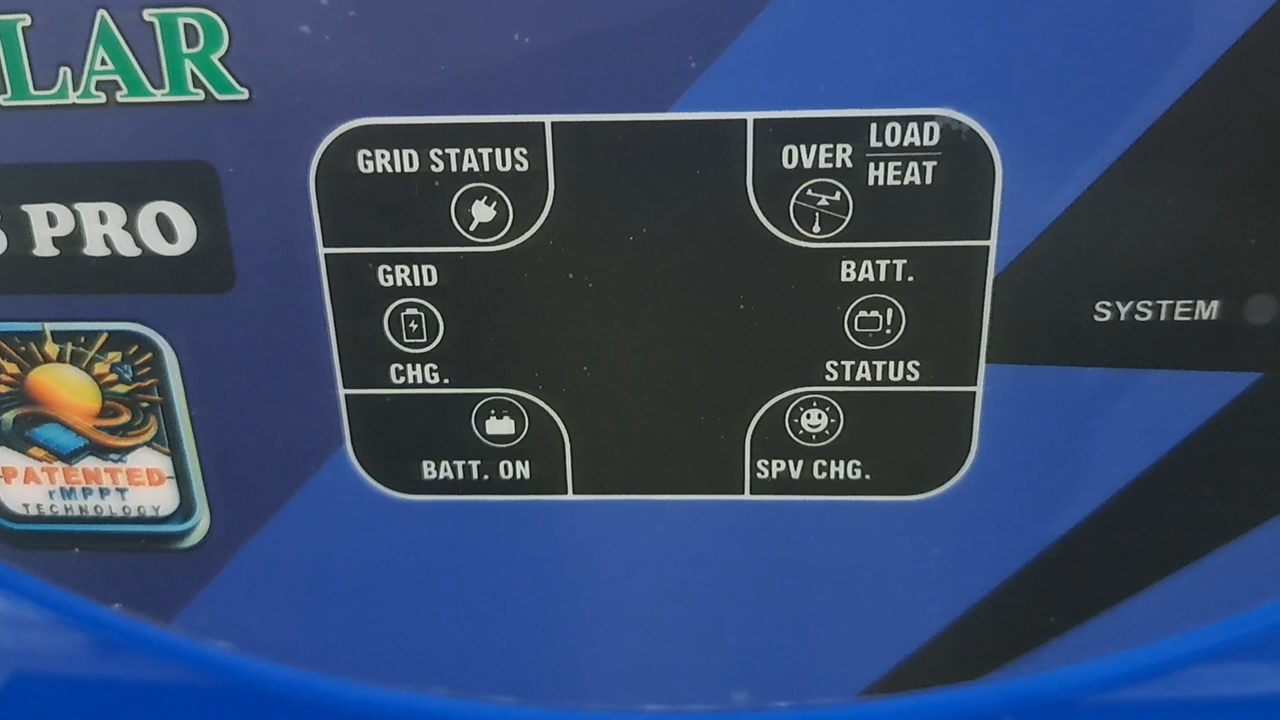 LAR
PRO
GRID STATUS
OVER LOAD
HEAT
GRID
CHG.
BATT.
STATUS
SYSTEM
BATT. ON
SPV CHG.
PATENTED
rMPPT
TECHNOLOGY